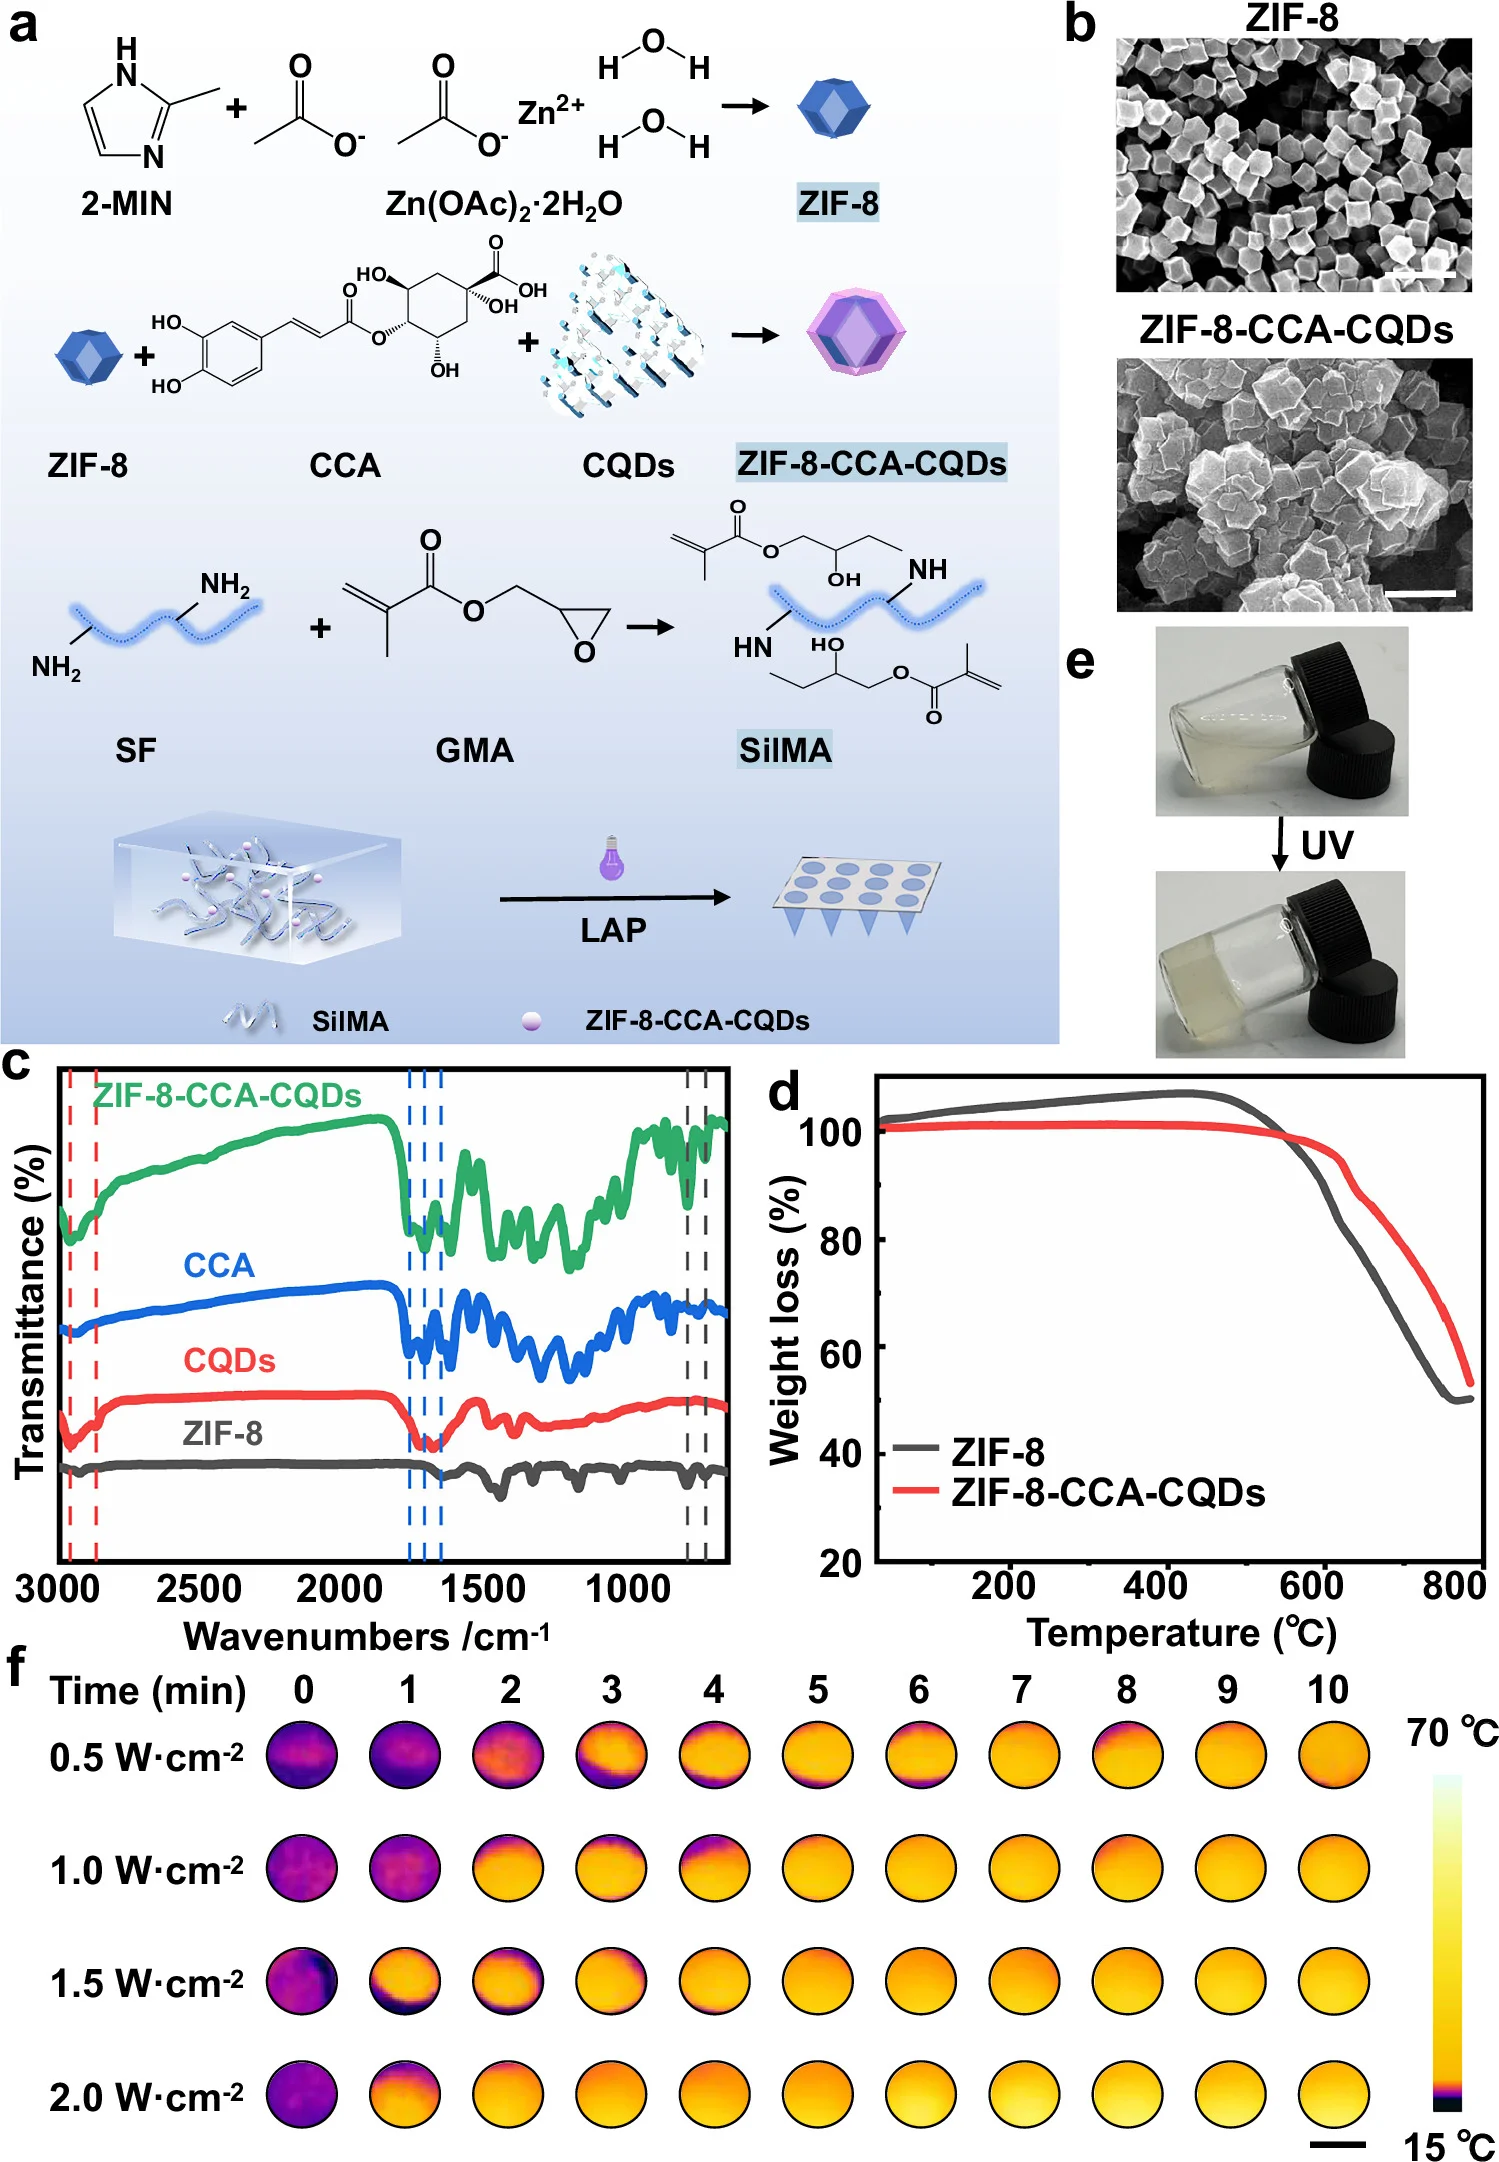 a
H
N
N
+
O
O⁻
O
O⁻
Zn²⁺
H O H
H O H
2-MIN
Zn(OAc)₂·2H₂O
ZIF-8
+
HO
HO
O
O
HO
OH
O
OH
OH
+
ZIF-8
CCA
CQDs
ZIF-8-CCA-CQDs
NH₂
NH₂
+
O
O
O
O
O
OH
NH
HN
HO
O
O
SF
GMA
SilMA
LAP
SilMA
ZIF-8-CCA-CQDs
b
ZIF-8
ZIF-8-CCA-CQDs
e
UV
c
ZIF-8-CCA-CQDs
CCA
CQDs
ZIF-8
Transmittance (%)
3000 2500 2000 1500 1000
Wavenumbers /cm⁻¹
d
100
80
60
40
20
Weight loss (%)
ZIF-8
ZIF-8-CCA-CQDs
200 400 600 800
Temperature (℃)
f
Time (min) 0 1 2 3 4 5 6 7 8 9 10
0.5 W·cm⁻²
1.0 W·cm⁻²
1.5 W·cm⁻²
2.0 W·cm⁻²
70 ℃
15 ℃